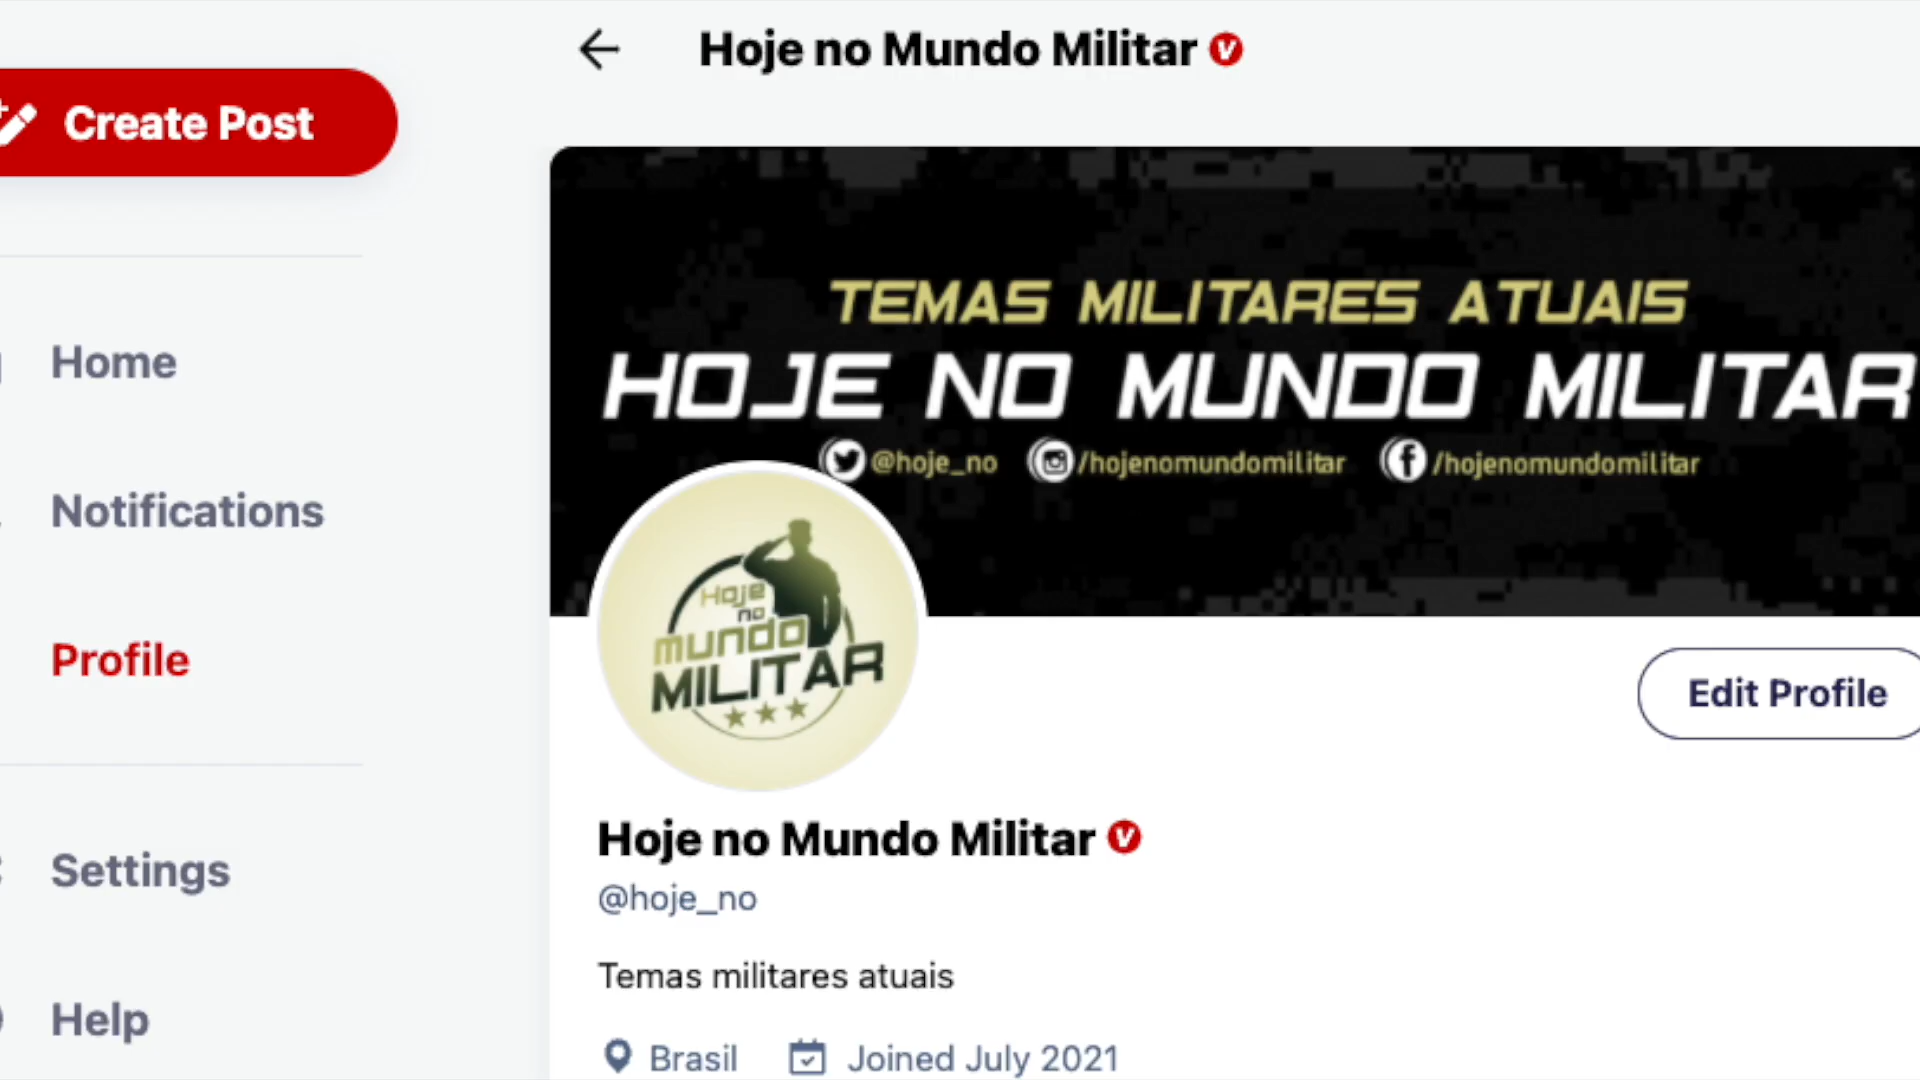 Hoje no Mundo Militar
Create Post
Home
Notifications
Profile
Settings
Help
TEMAS MILITARES ATUAIS
HOJE NO MUNDO MILITAR
@hoje_no /hojenomundomilitar /hojenomundomilitar
Hoje
no
mundo
MILITAR
Edit Profile
Hoje no Mundo Militar
@hoje_no
Temas militares atuais
Brasil Joined July 2021